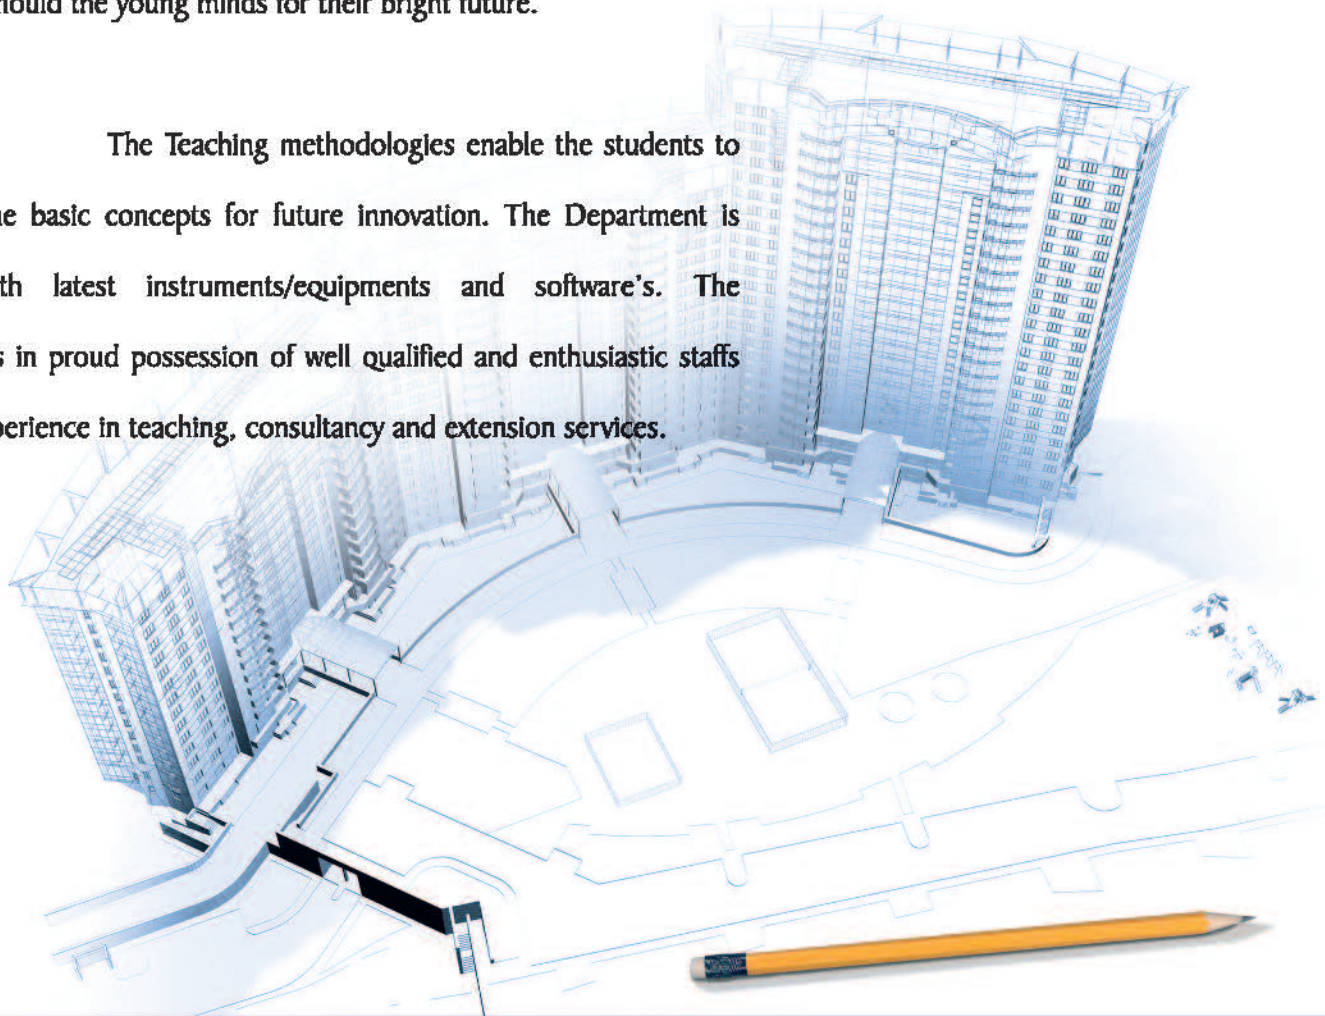 ould the young minds for their bright future.
The Teaching methodologies enable the students to
e basic concepts for future innovation. The Department is
th latest instruments/equipments and software's. The
s in proud possession of well qualified and enthusiastic staffs
perience in teaching, consultancy and extension services.